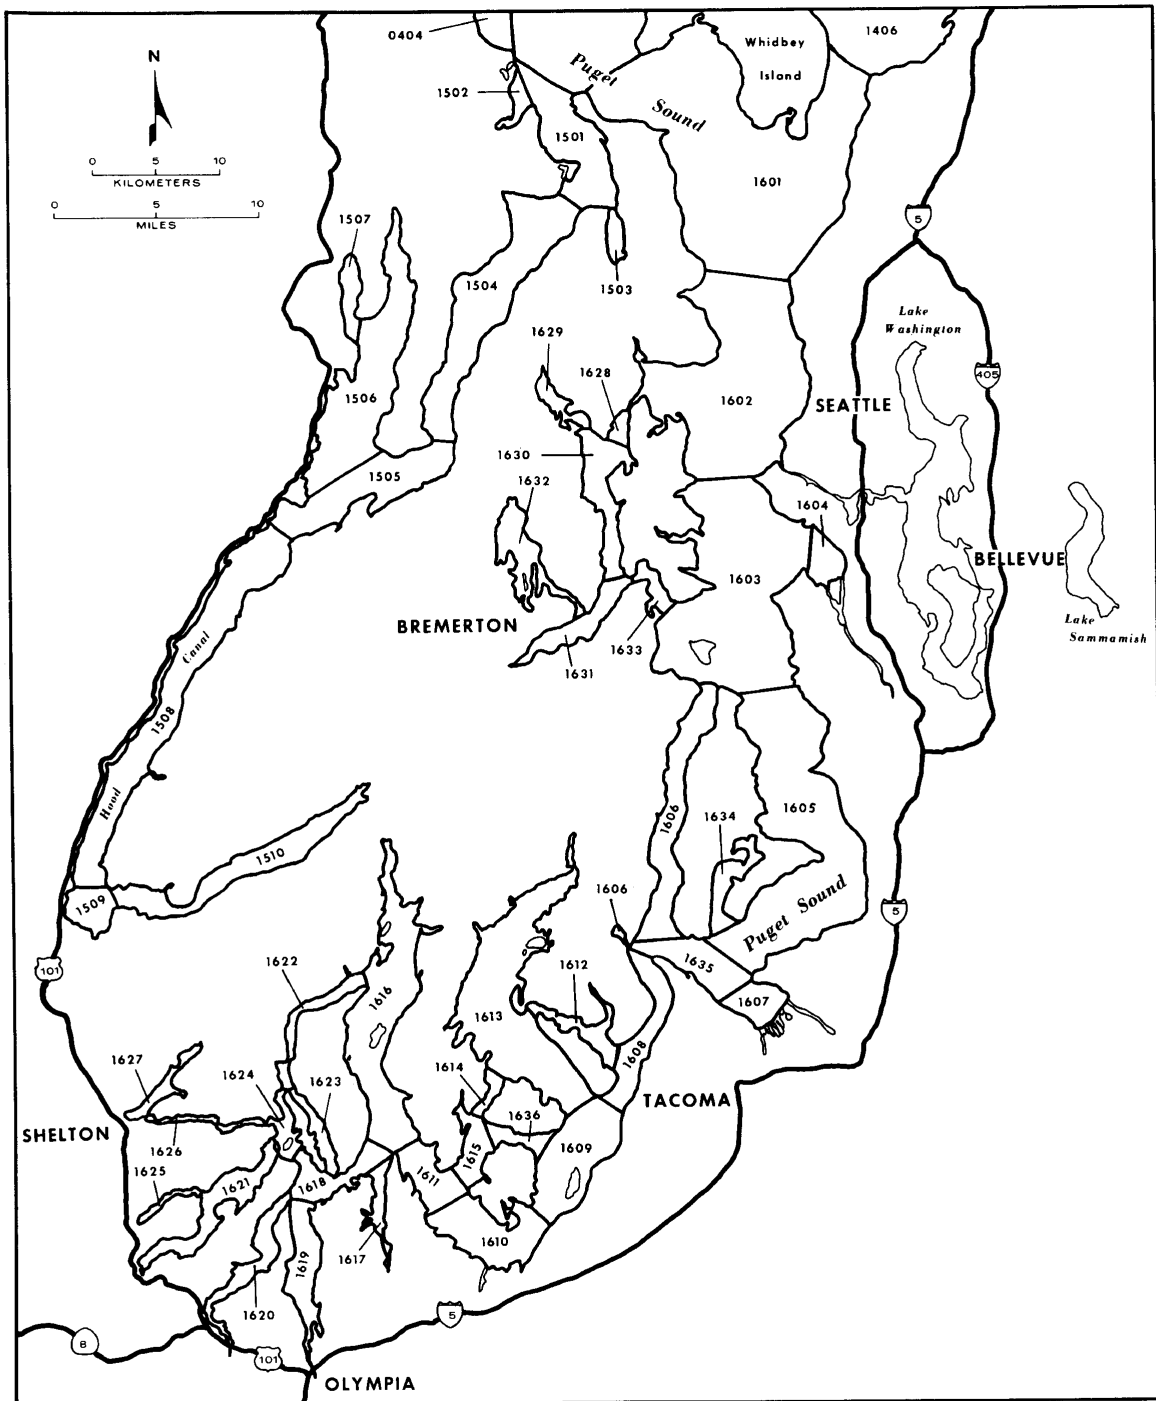 0404
Puget
Whidbey
Island
1406
N
1502
Sound
1501
0 5 10
KILOMETERS
0 5 10
MILES
1601
1507
5
1504
1503
Lake
Washington
1629
1628
405
1506
1602
SEATTLE
1630
1505
1632
1604
BELLEVUE
1603
BREMERTON
Lake
Sammamish
Canal
1633
1631
1508
Hood
1606
1634
1605
1510
1606
1509
Puget Sound
5
101
1622
1612
1635
1616
1607
1613
1608
1627
1624
1623
1614
TACOMA
SHELTON
1636
1626
1609
1625
1615
1621
1618
1611
1610
1619
1617
1620
5
8
101
OLYMPIA